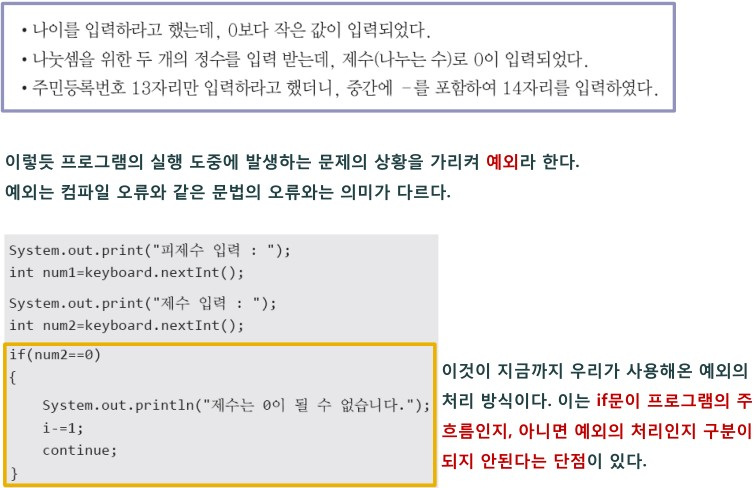 • 나이를 입력하라고 했는데, 0보다 작은 값이 입력되었다.
• 나눗셈을 위한 두 개의 정수를 입력 받는데, 제수(나누는 수)로 0이 입력되었다.
• 주민등록번호 13자리만 입력하라고 했더니, 중간에 -를 포함하여 14자리를 입력하였다.
이렇듯 프로그램의 실행 도중에 발생하는 문제의 상황을 가리켜 예외라 한다.
예외는 컴파일 오류와 같은 문법의 오류와는 의미가 다르다.
System.out.print("피제수 입력 : ");
int num1=keyboard.nextInt();
System.out.print("제수 입력 : ");
int num2=keyboard.nextInt();
if(num2==0)
{
System.out.println("제수는 0이 될 수 없습니다.");
i-=1;
continue;
}
이것이 지금까지 우리가 사용해온 예외의
처리 방식이다. 이는 if문이 프로그램의 주
흐름인지, 아니면 예외의 처리인지 구분이
되지 안된다는 단점이 있다.